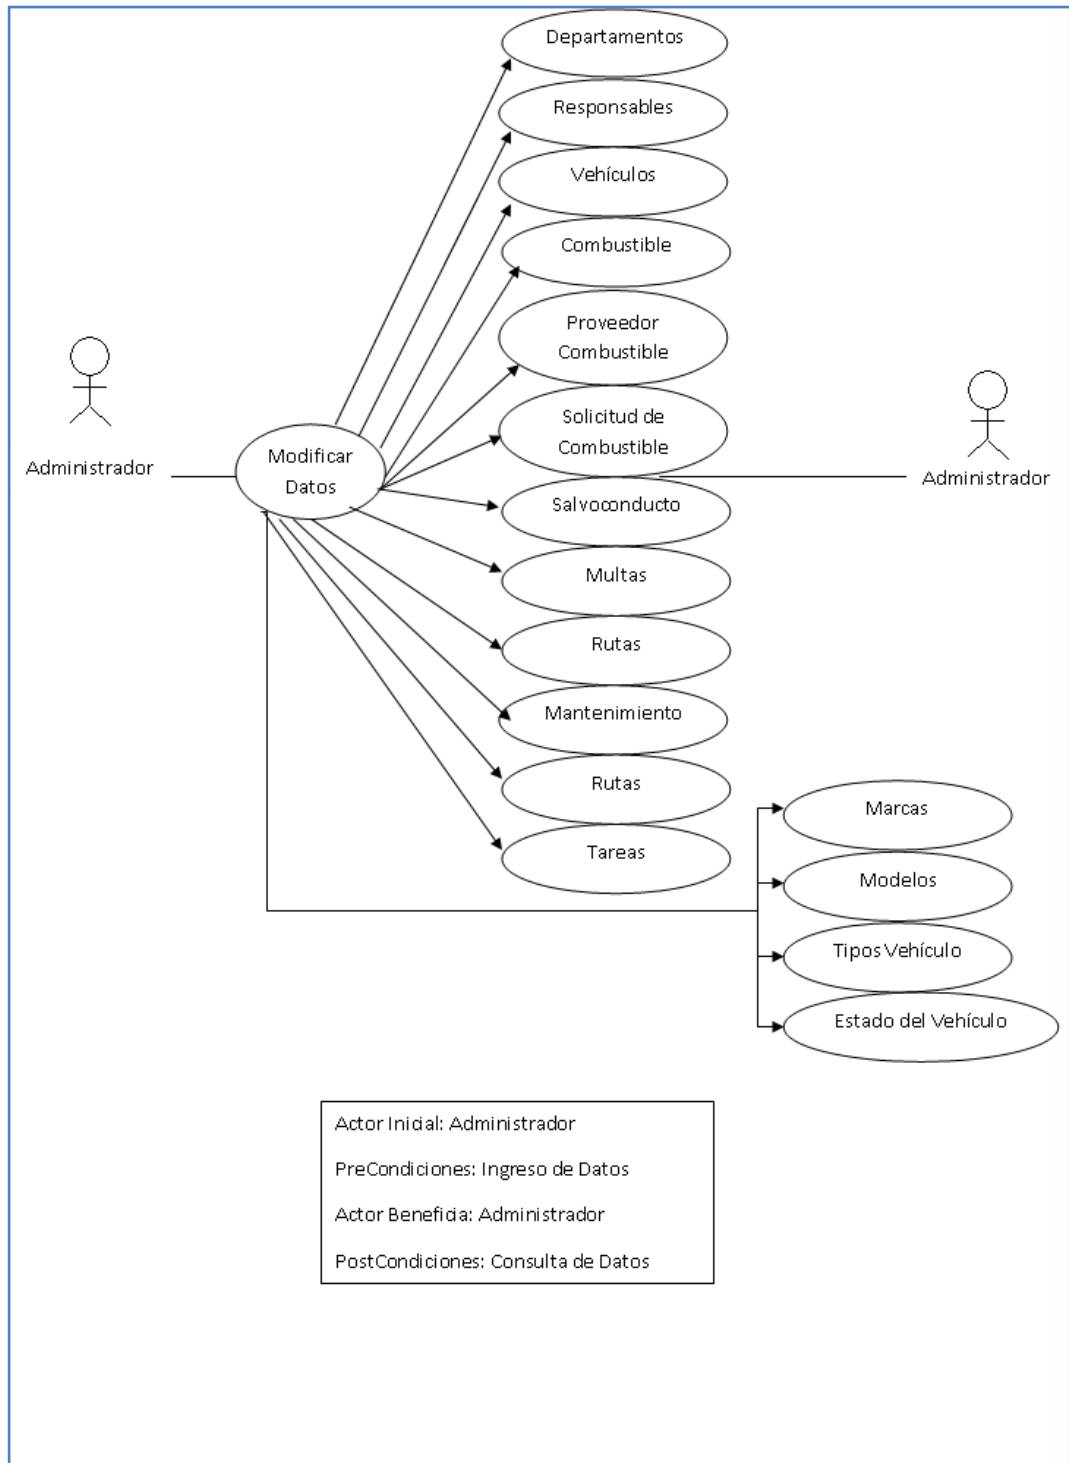 Departamentos
Responsables
Vehículos
Combustible
Proveedor
Combustible
Solicitud de
Combustible
Administrador
Modificar
Datos
Administrador
Salvoconducto
Multas
Rutas
Mantenimiento
Rutas
Tareas
Marcas
Modelos
Tipos Vehículo
Estado del Vehículo
Actor Inicial: Administrador
PreCondiciones: Ingreso de Datos
Actor Beneficia: Administrador
PostCondiciones: Consulta de Datos